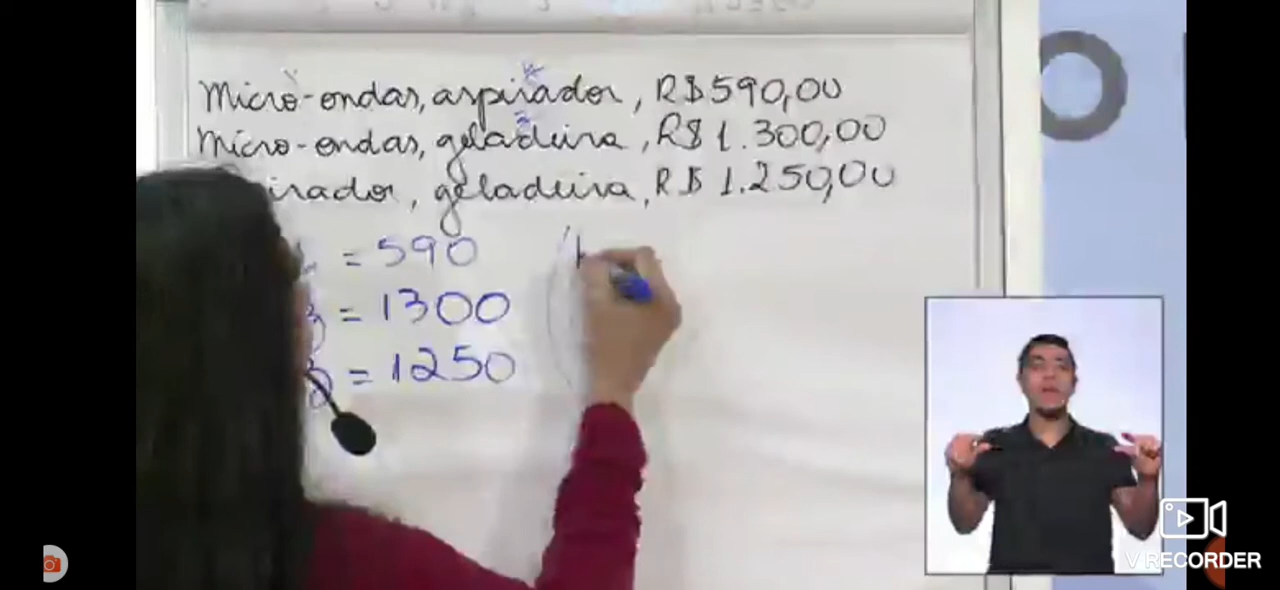 Micro-ondas, aspirador, R$590,00
Micro-ondas, geladeira, R$ 1.300,00
geladeira, R$ 1.250,00
= 590
= 1300
= 1250
V RECORDER